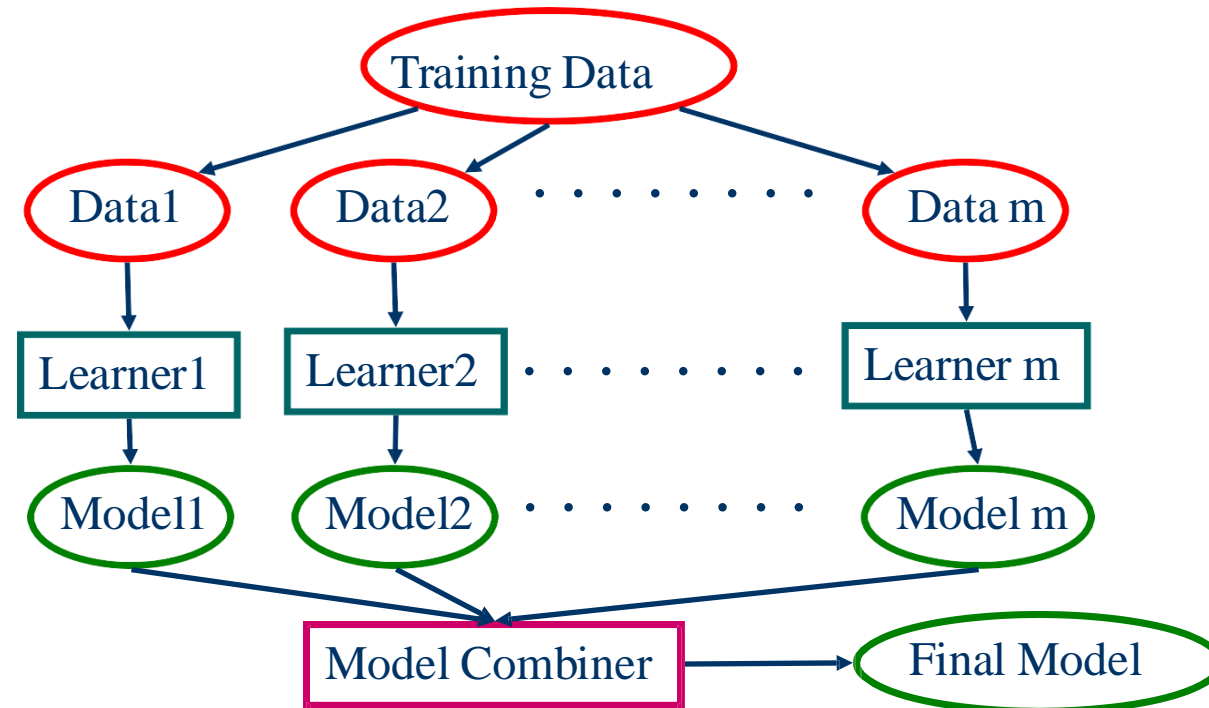 Training Data
Data1
Data2
Data m
Learner1
Learner2
Learner m
Model1
Model2
Model m
Model Combiner
Final Model